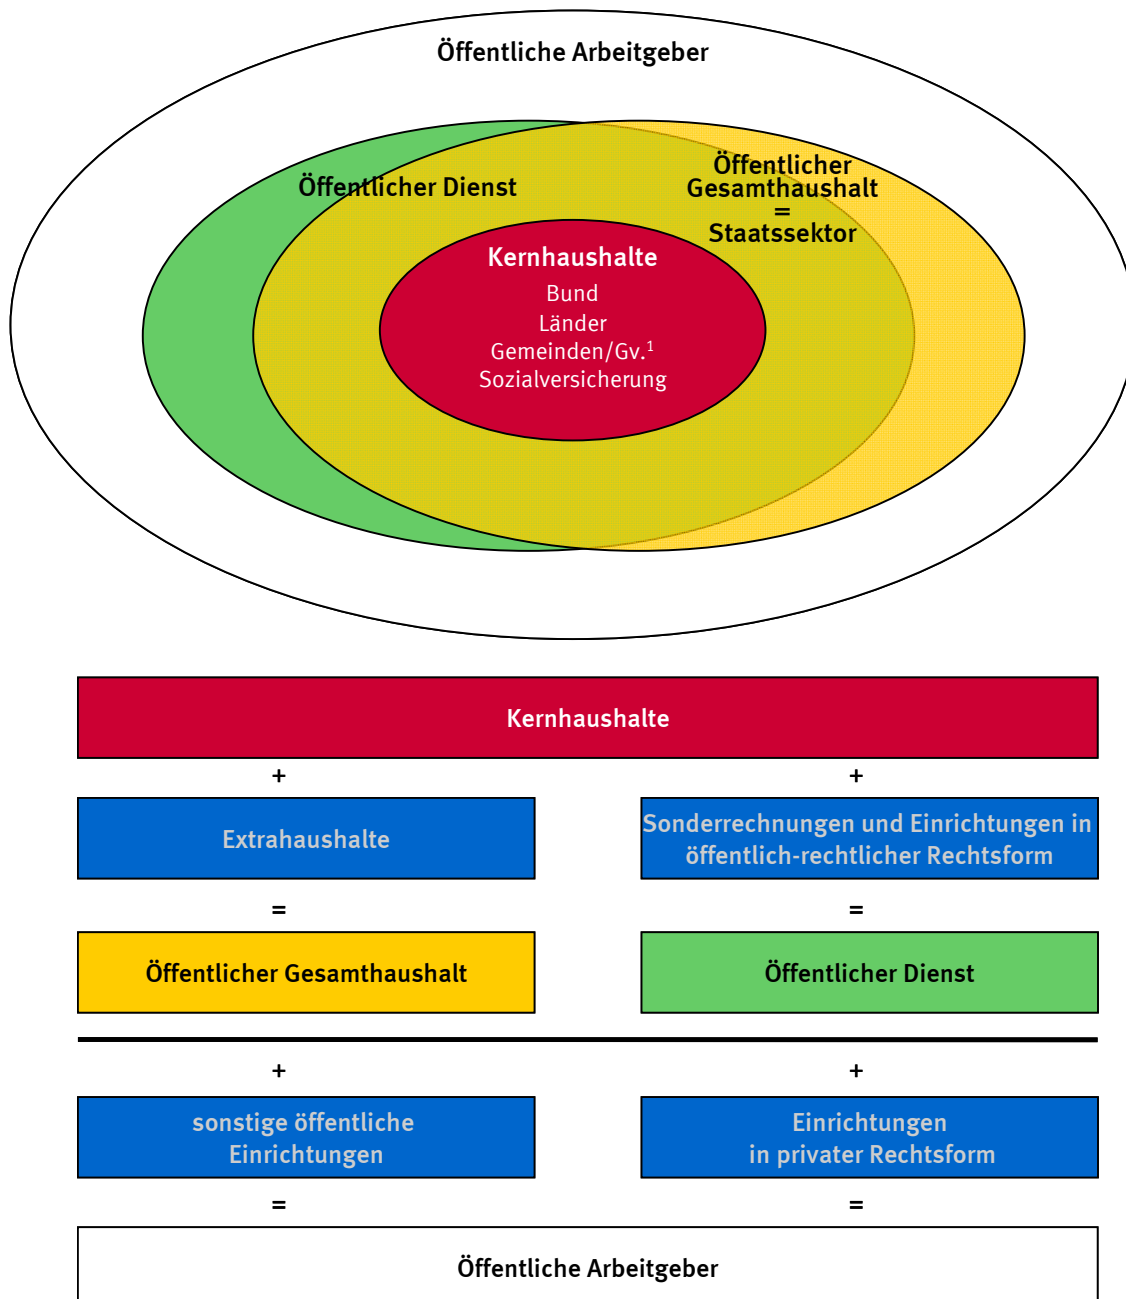 Öffentliche Arbeitgeber
Öffentlicher Dienst
Öffentlicher
Gesamthaushalt
=
Staatssektor
Kernhaushalte
Bund
Länder
Gemeinden/Gv.¹
Sozialversicherung
Kernhaushalte
+
+
Extrahaushalte
Sonderrechnungen und Einrichtungen in
öffentlich-rechtlicher Rechtsform
=
=
Öffentlicher Gesamthaushalt
Öffentlicher Dienst
+
+
sonstige öffentliche
Einrichtungen
Einrichtungen
in privater Rechtsform
=
=
Öffentliche Arbeitgeber